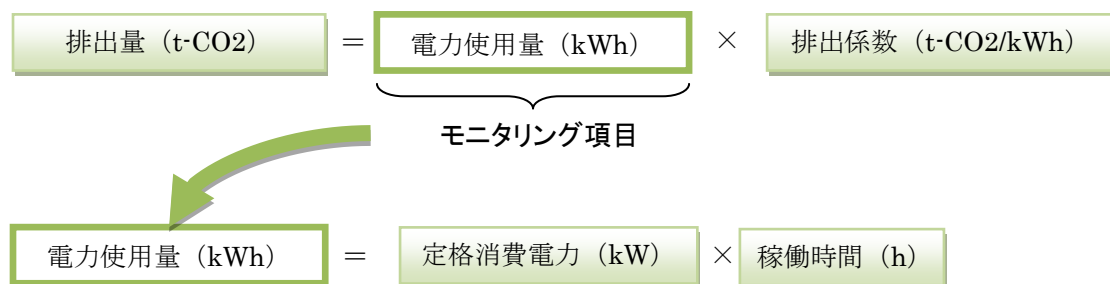 排出量（t-CO2） ＝ 電力使用量（kWh） × 排出係数（t-CO2/kWh）
モニタリング項目
電力使用量（kWh） ＝ 定格消費電力（kW） × 稼働時間（h）